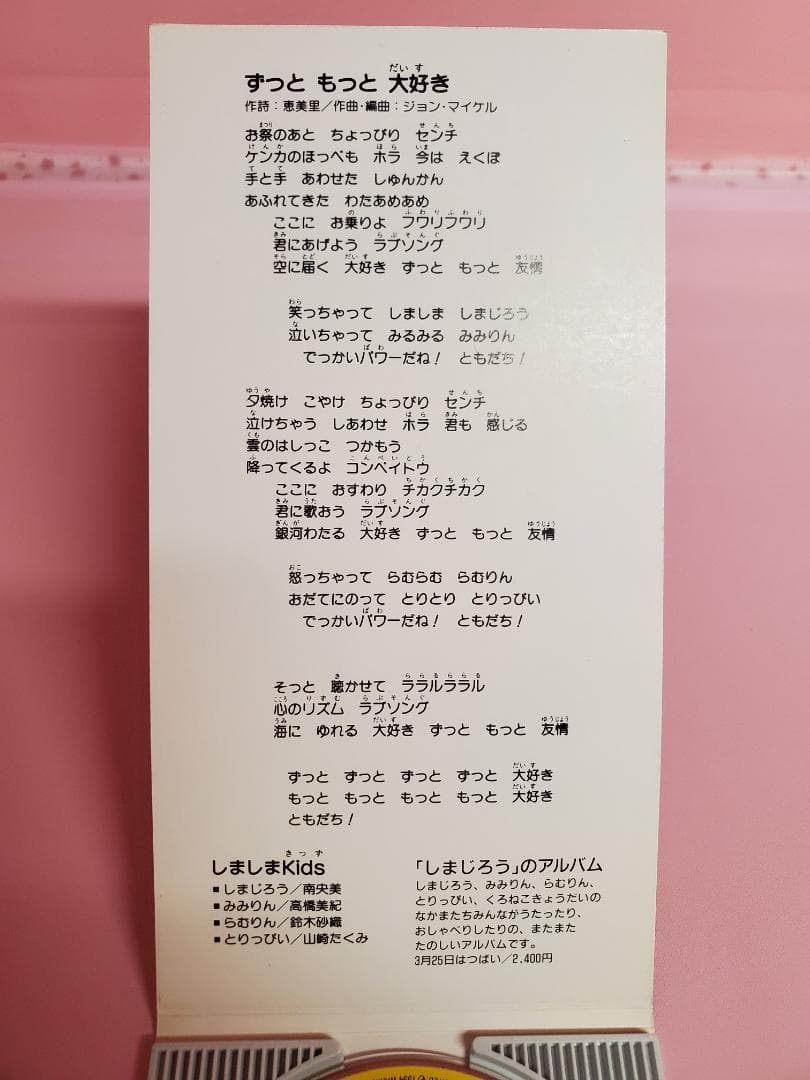 ずっと もっと 大好き
作詩：恵美里／作曲・編曲：ジョン・マイケル
お祭のあと ちょっぴり センチ
ケンカのほっぺも ホラ 今は えくぼ
手と手 あわせた しゅんかん
あふれてきた わたあめあめ
ここに お乗りよ フワリフワリ
君にあげよう ラブソング
空に届く 大好き ずっと もっと 友情
笑っちゃって しましま しまじろう
泣いちゃって みるみる みみりん
でっかいパワーだね！ ともだち！
夕焼け こやけ ちょっぴり センチ
泣けちゃう しあわせ ホラ 君も 感じる
雲のはしっこ つかもう
降ってくるよ コンペイトウ
ここに おすわり チカクチカク
君に歌おう ラブソング
銀河わたる 大好き ずっと もっと 友情
怒っちゃって らむらむ らむりん
おだてにのって とりとり とりっぴい
でっかいパワーだね！ ともだち！
そっと 聴かせて ララルララル
心のリズム ラブソング
海に ゆれる 大好き ずっと もっと 友情
ずっと ずっと ずっと ずっと 大好き
もっと もっと もっと もっと 大好き
ともだち！
しましまKids
■しまじろう／南央美
■みみりん／高橋美紀
■らむりん／鈴木砂織
■とりっぴい／山崎たくみ
「しまじろう」のアルバム
しまじろう、みみりん、らむりん、
とりっぴい、くろねこきょうだいの
なかまたちみんながうたったり、
おしゃべりしたりの、またまた
たのしいアルバムです。
3月25日はつばい／2,400円